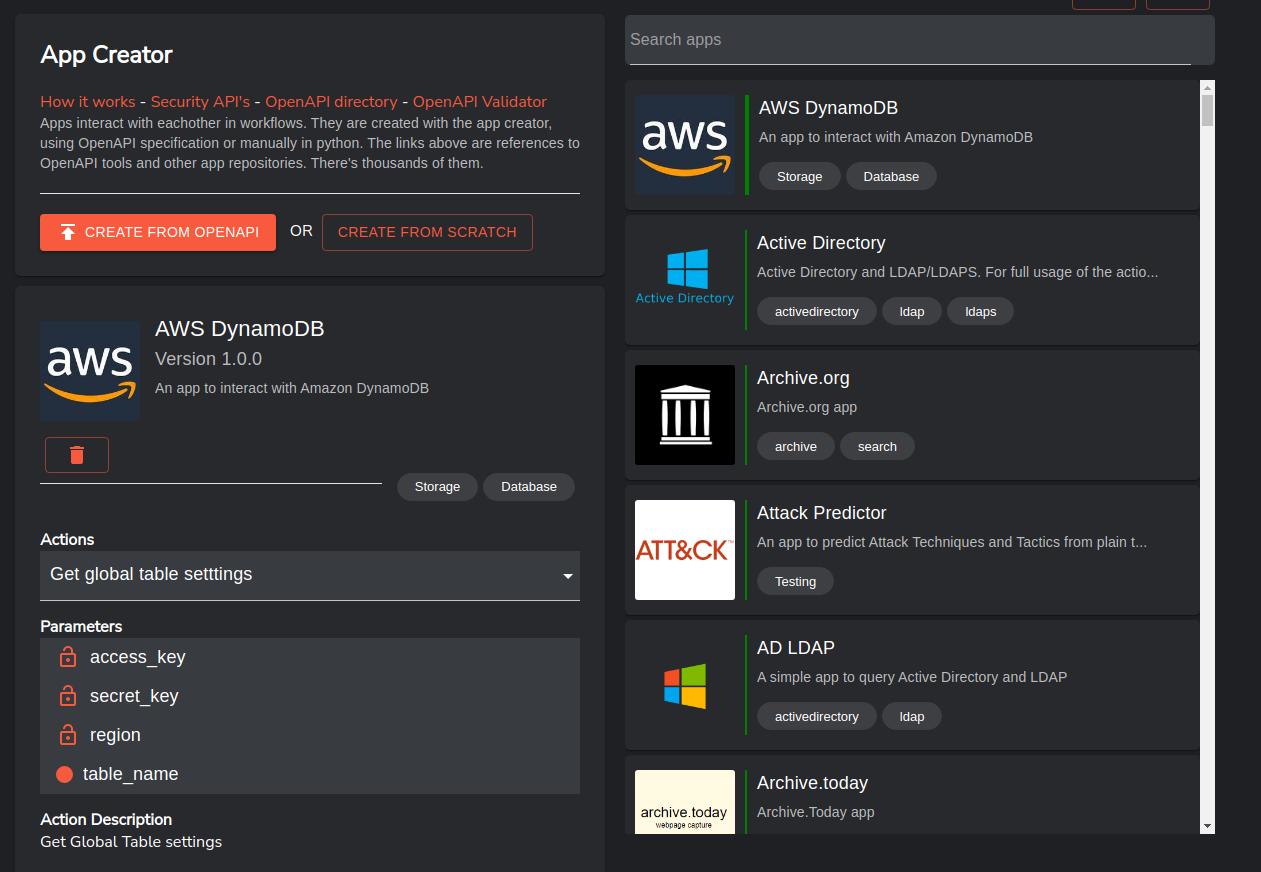 App Creator
How it works - Security API's - OpenAPI directory - OpenAPI Validator
Apps interact with eachother in workflows. They are created with the app creator,
using OpenAPI specification or manually in python. The links above are references to
OpenAPI tools and other app repositories. There's thousands of them.
CREATE FROM OPENAPI OR CREATE FROM SCRATCH
aws
AWS DynamoDB
Version 1.0.0
An app to interact with Amazon DynamoDB
Storage Database
Actions
Get global table setttings
Parameters
access_key
secret_key
region
table_name
Action Description
Get Global Table settings
Search apps
aws
AWS DynamoDB
An app to interact with Amazon DynamoDB
Storage Database
Active Directory
Active Directory
Active Directory and LDAP/LDAPS. For full usage of the actio...
activedirectory ldap ldaps
Archive.org
Archive.org app
archive search
ATT&CK™
Attack Predictor
An app to predict Attack Techniques and Tactics from plain t...
Testing
AD LDAP
A simple app to query Active Directory and LDAP
activedirectory ldap
archive.today
webpage capture
Archive.today
Archive.Today app